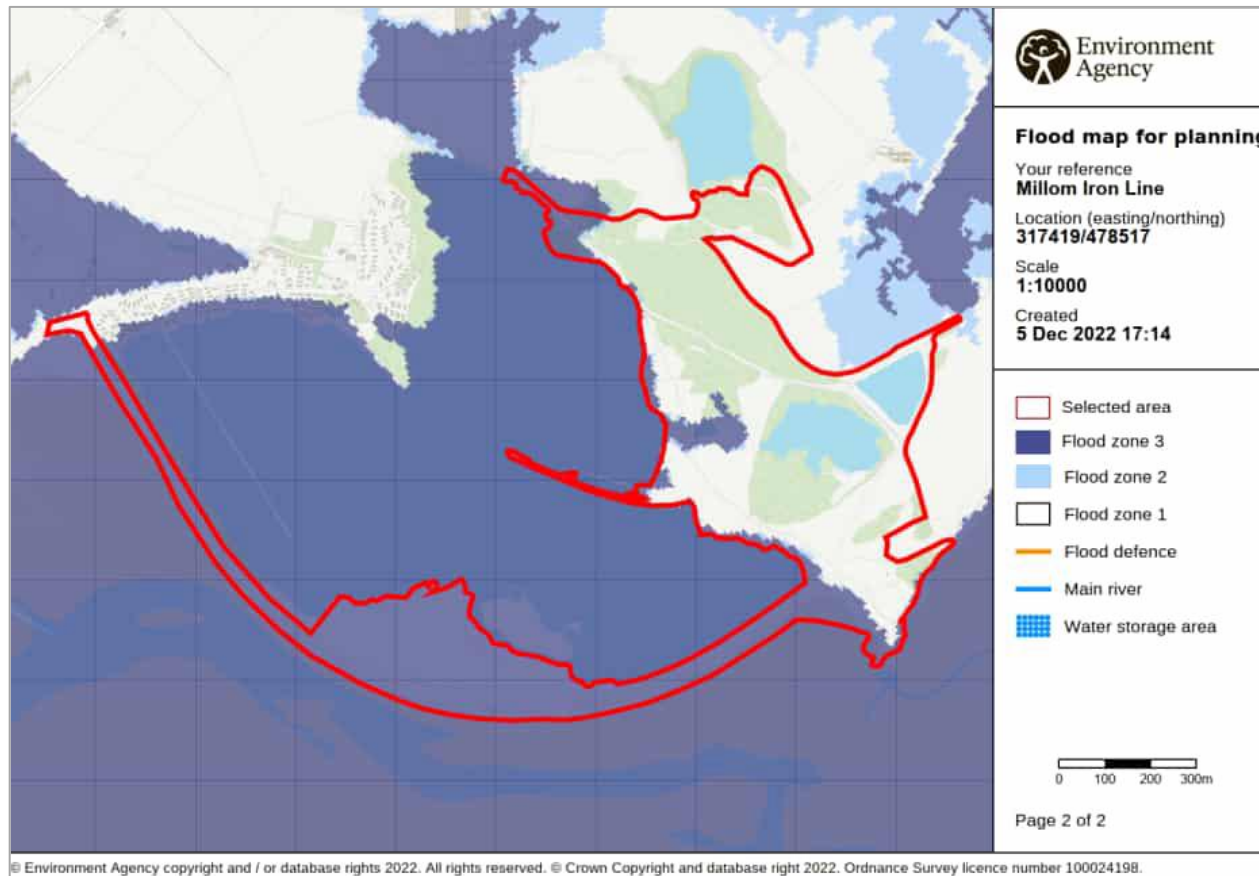 Environment
Agency
Flood map for planning
Your reference
Millom Iron Line
Location (easting/northing)
317419/478517
Scale
1:10000
Created
5 Dec 2022 17:14
Selected area
Flood zone 3
Flood zone 2
Flood zone 1
Flood defence
Main river
Water storage area
0 100 200 300m
Page 2 of 2
© Environment Agency copyright and / or database rights 2022. All rights reserved. © Crown Copyright and database right 2022. Ordnance Survey licence number 100024198.